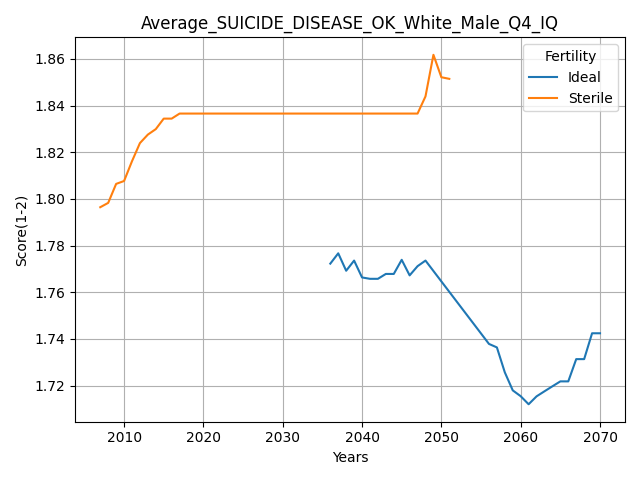 Average_SUICIDE_DISEASE_OK_White_Male_Q4_IQ
Fertility
Ideal
Sterile
Score(1-2)
1.86
1.84
1.82
1.80
1.78
1.76
1.74
1.72
2010 2020 2030 2040 2050 2060 2070
Years